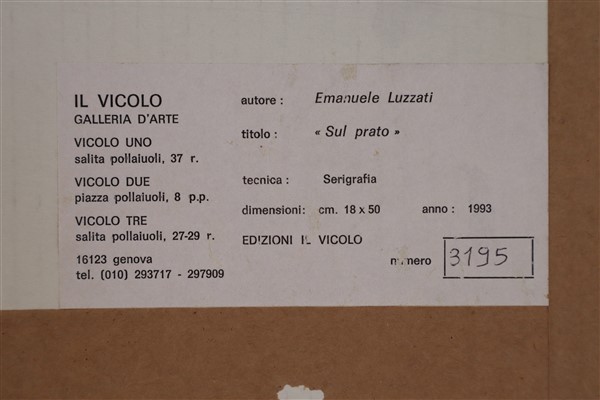 IL VICOLO
GALLERIA D'ARTE
VICOLO UNO
salita pollaiuoli, 37 r.
VICOLO DUE
piazza pollaiuoli, 8 p.p.
VICOLO TRE
salita pollaiuoli, 27-29 r.
16123 genova
tel. (010) 293717 - 297909
autore : Emanuele Luzzati
titolo : « Sul prato »
tecnica : Serigrafia
dimensioni: cm. 18 x 50 anno : 1993
EDIZIONI IL VICOLO
numero 3195